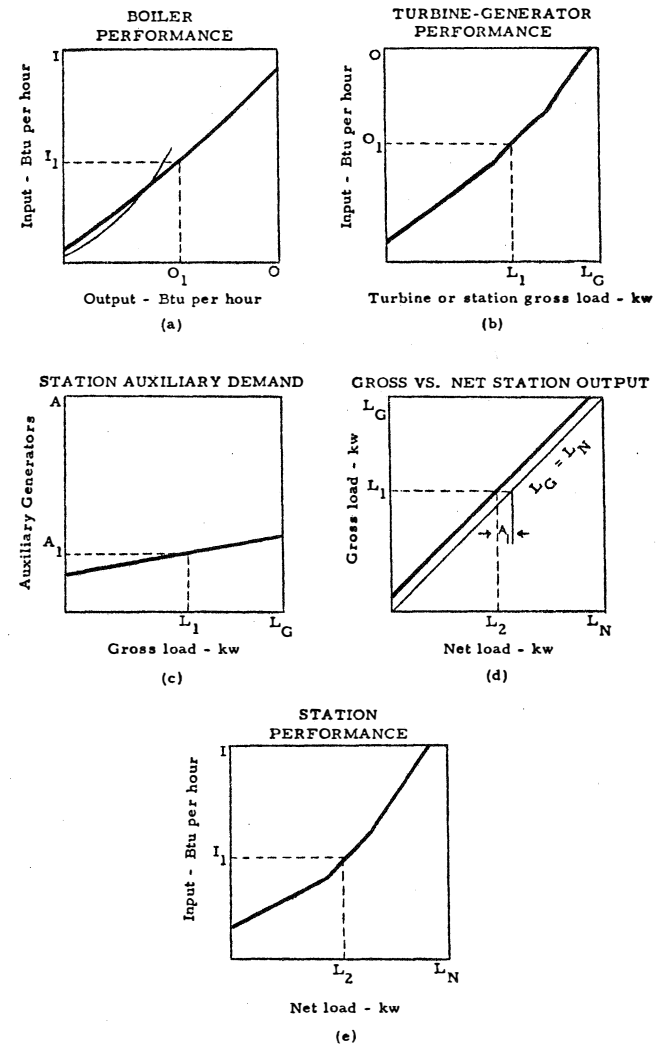 BOILER
PERFORMANCE
I
Input - Btu per hour
I1
O1
O
Output - Btu per hour
(a)
TURBINE-GENERATOR
PERFORMANCE
O
Input - Btu per hour
O1
L1
LG
Turbine or station gross load - kw
(b)
STATION AUXILIARY DEMAND
A
Auxiliary Generators
A1
L1
LG
Gross load - kw
(c)
GROSS VS. NET STATION OUTPUT
LG
Gross load - kw
L1
LG = LN
A
L2
LN
Net load - kw
(d)
STATION
PERFORMANCE
I
Input - Btu per hour
I1
L2
LN
Net load - kw
(e)